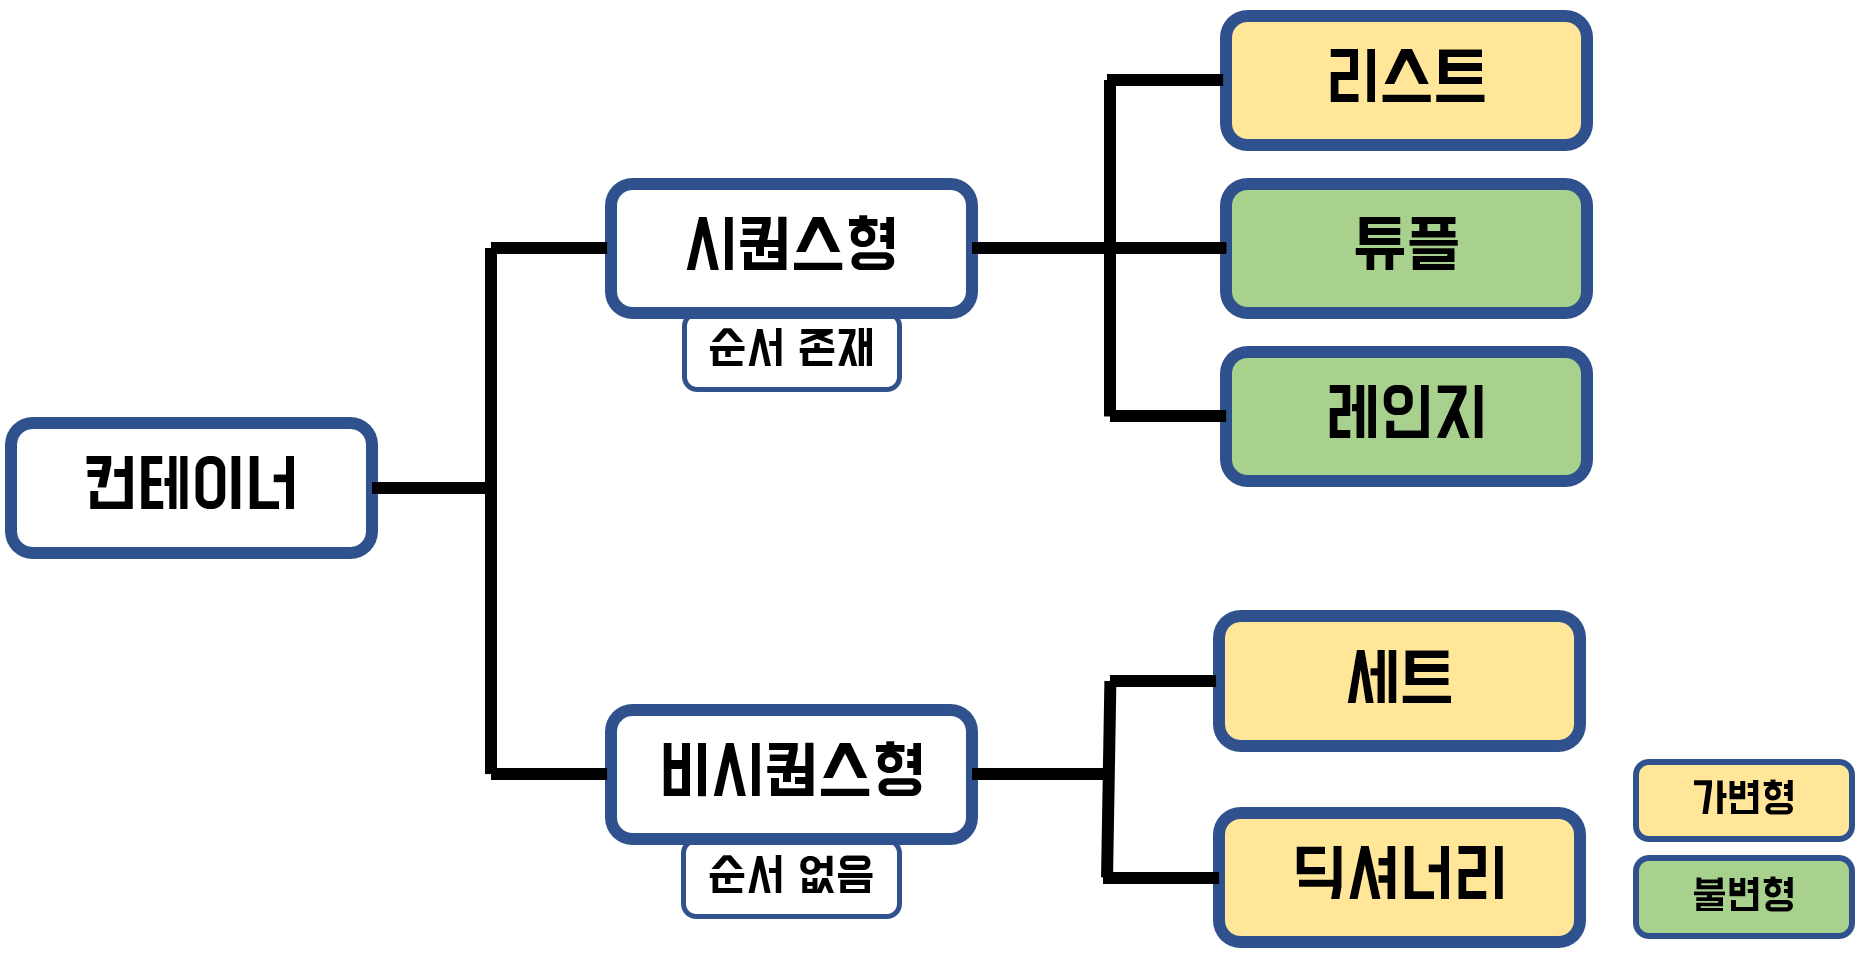 리스트
시퀀스형
튜플
순서 존재
레인지
컨테이너
세트
비시퀀스형
순서 없음
딕셔너리
가변형
불변형